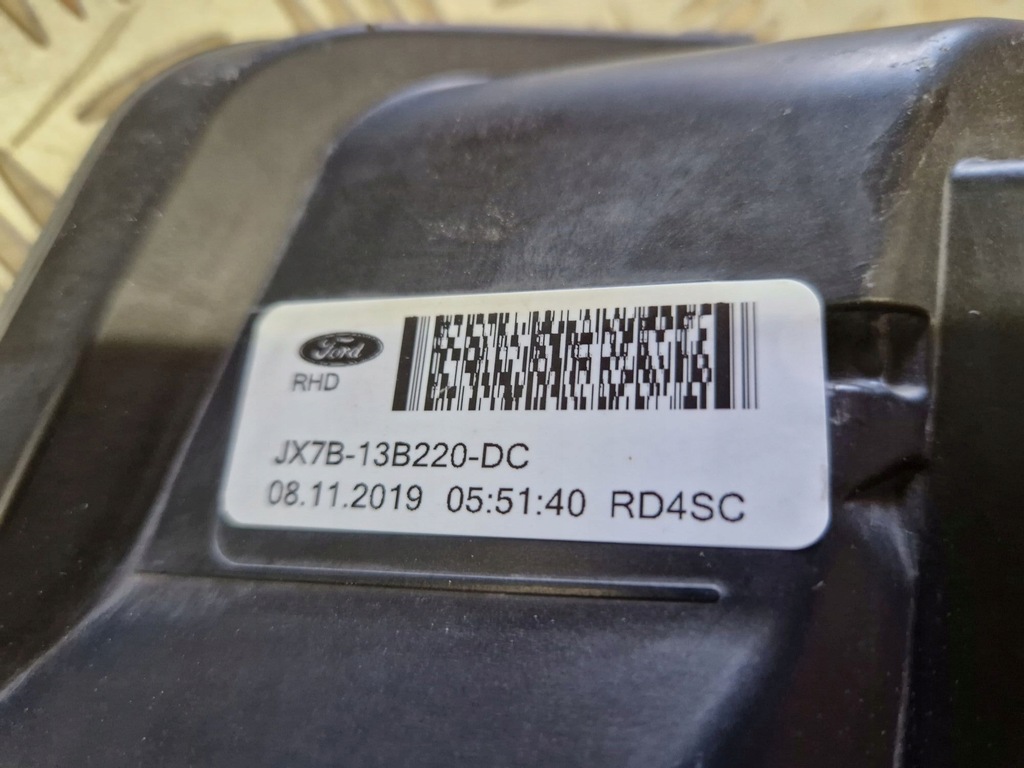 Ford
RHD
JX7B-13B220-DC
08.11.2019 05:51:40 RD4SC